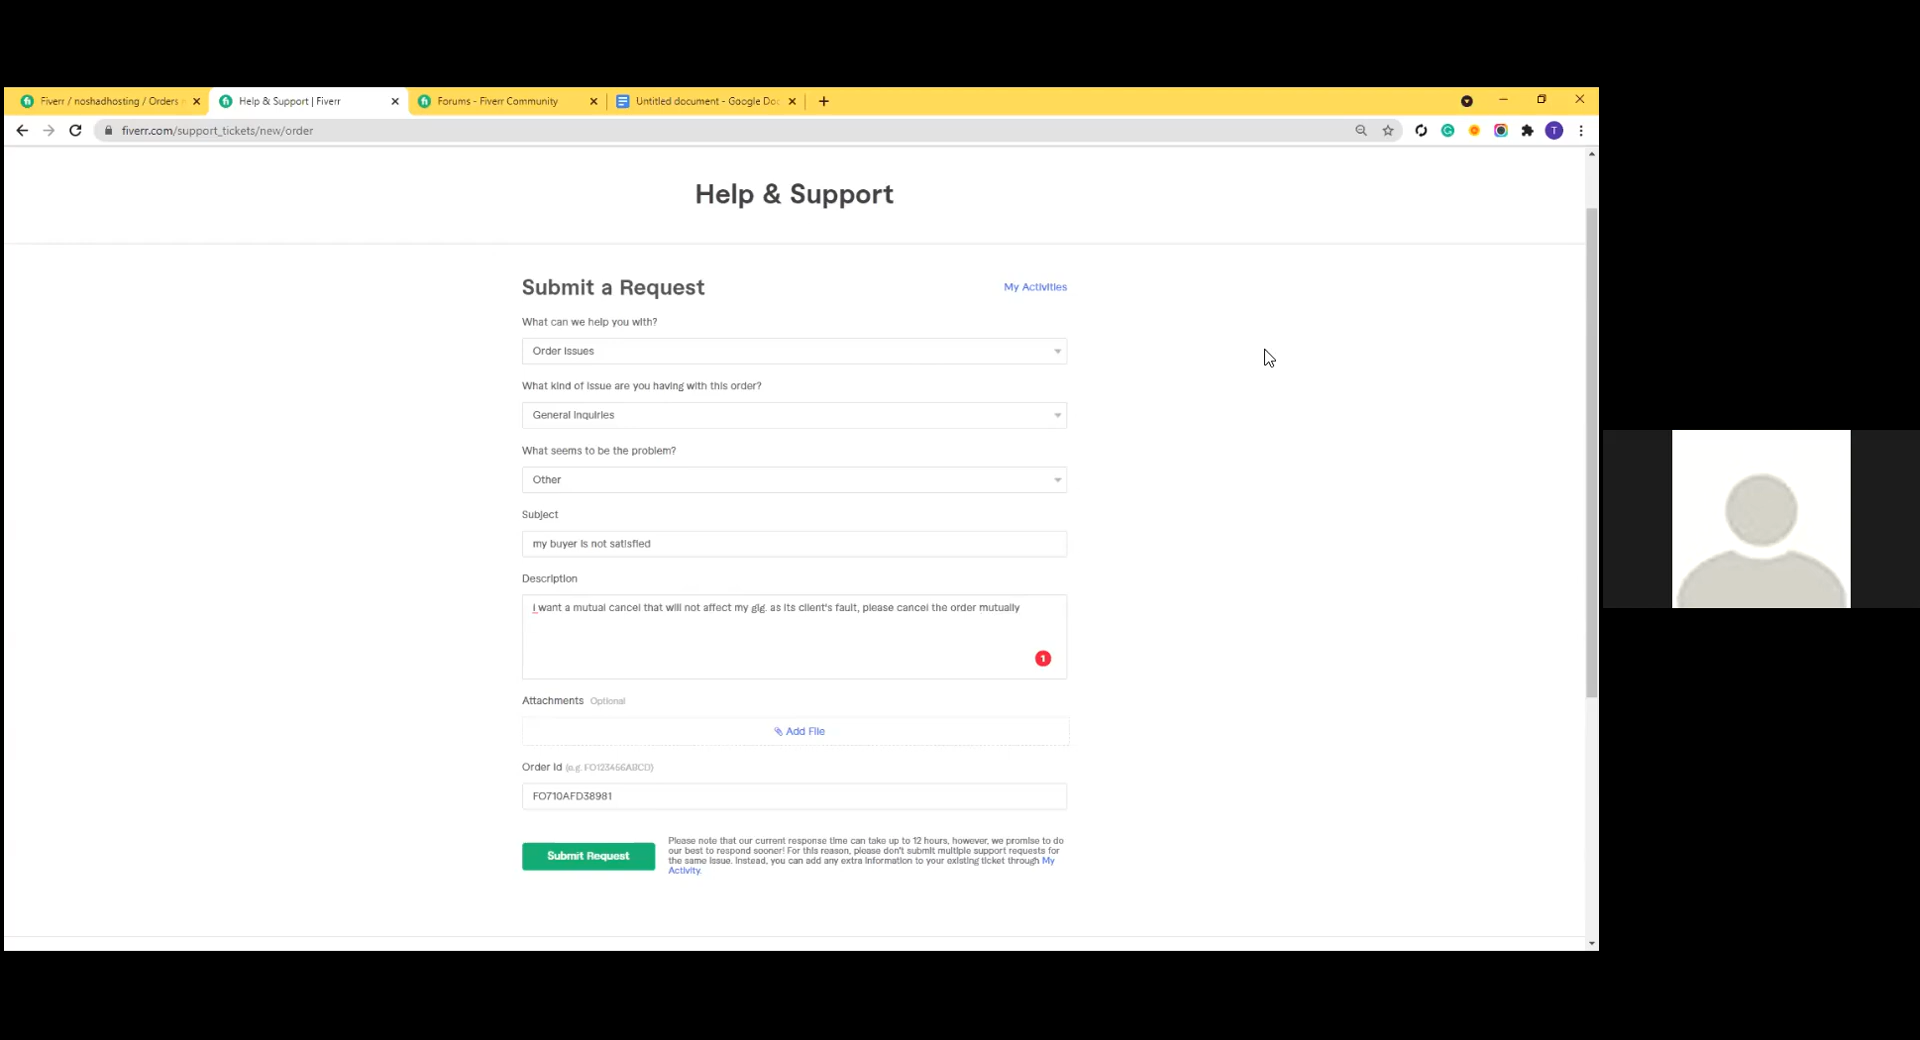 Fiverr / noshadhosting / Orders
Help & Support | Fiverr
Forums - Fiverr Community
Untitled document - Google Doc
fiverr.com/support_tickets/new/order
T
Help & Support
Submit a Request
My Activities
What can we help you with?
Order Issues
What kind of issue are you having with this order?
General Inquiries
What seems to be the problem?
Other
Subject
my buyer is not satisfied
Description
i want a mutual cancel that will not affect my gig. as its client's fault, please cancel the order mutually
1
Attachments Optional
Add File
Order Id (e.g. FO123456ABCD)
FO710AFD38981
Submit Request
Please note that our current response time can take up to 12 hours, however, we promise to do
our best to respond sooner! For this reason, please don't submit multiple support requests for
the same issue. Instead, you can add any extra information to your existing ticket through My
Activity.